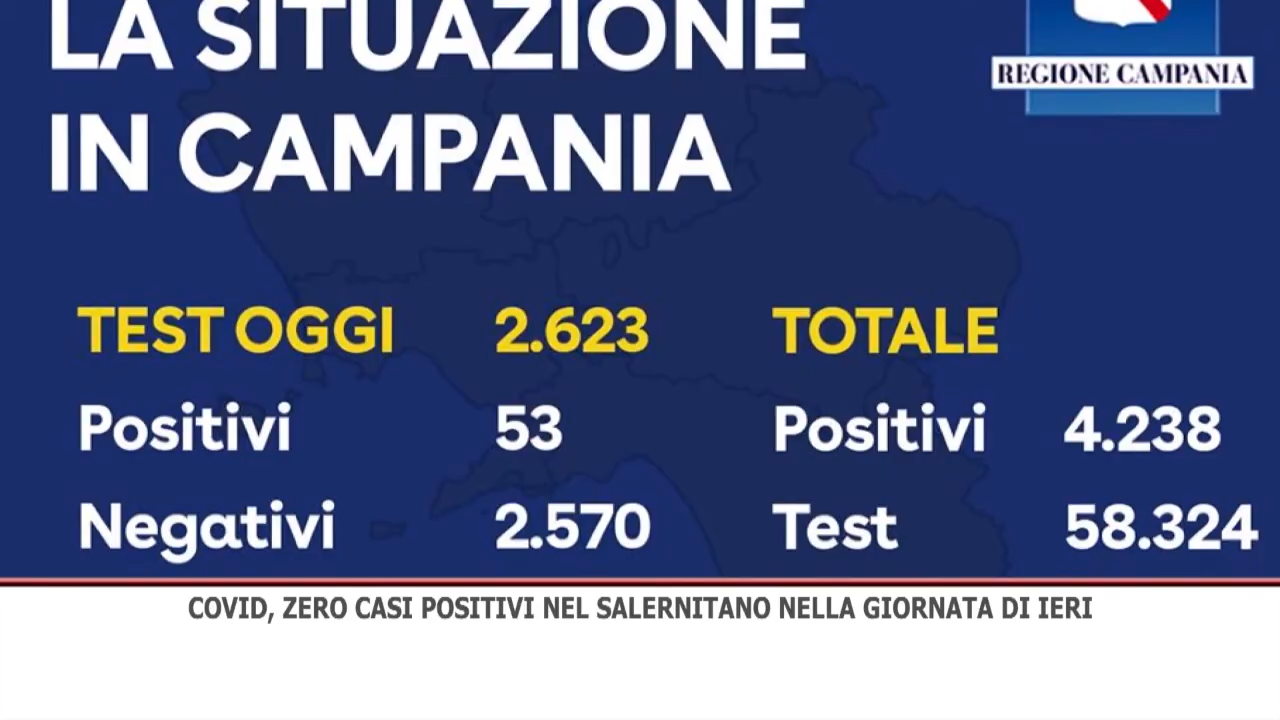 LA SITUAZIONE
IN CAMPANIA
REGIONE CAMPANIA
TEST OGGI 2.623 TOTALE
Positivi 53 Positivi 4.238
Negativi 2.570 Test 58.324
COVID, ZERO CASI POSITIVI NEL SALERNITANO NELLA GIORNATA DI IERI